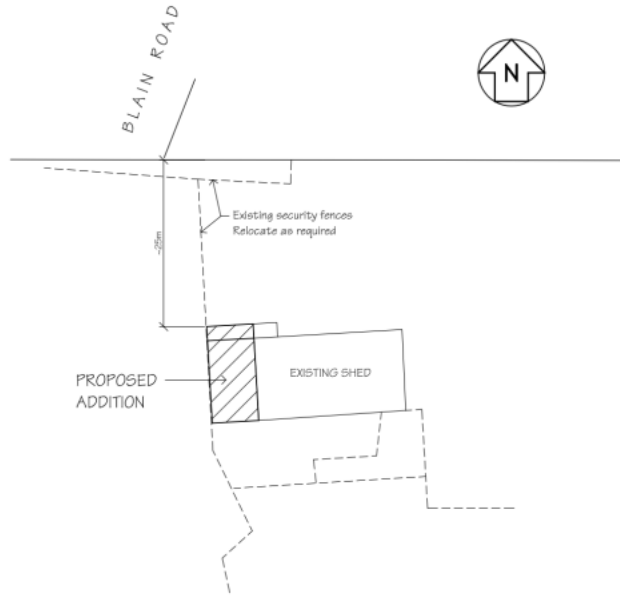 BLAIN ROAD
N
Existing security fences
Relocate as required
~25m
PROPOSED
ADDITION
EXISTING SHED